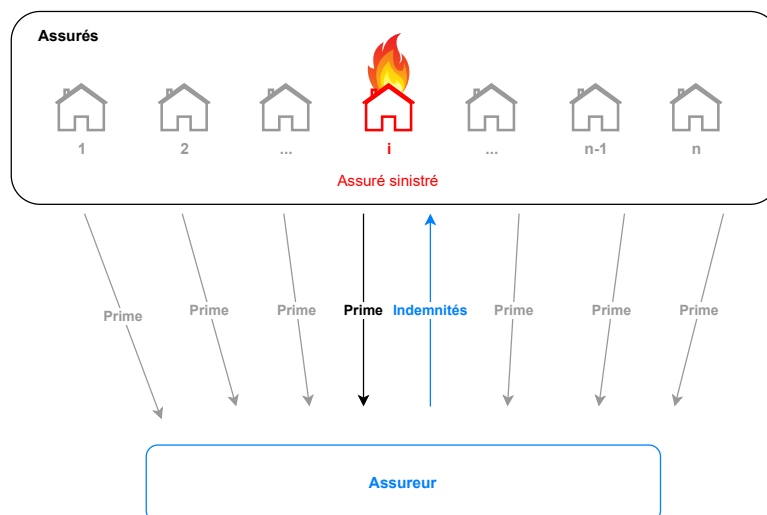 Assurés
1 2 ... i ... n-1 n
Assuré sinistré
Prime Prime Prime Prime Indemnités Prime Prime Prime
Assureur